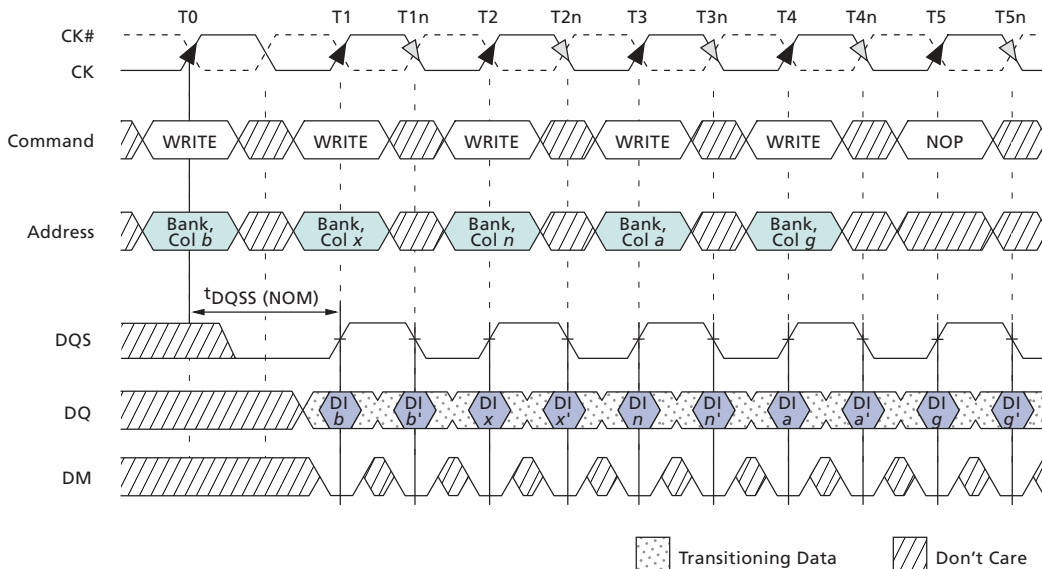 T0 T1 T1n T2 T2n T3 T3n T4 T4n T5 T5n
CK#
CK
Command WRITE WRITE WRITE WRITE WRITE NOP
Address Bank, Col b Bank, Col x Bank, Col n Bank, Col a Bank, Col g
tDQSS (NOM)
DQS
DQ DI b DI b' DI x DI x' DI n DI n' DI a DI a' DI g DI g'
DM
Transitioning Data Don't Care